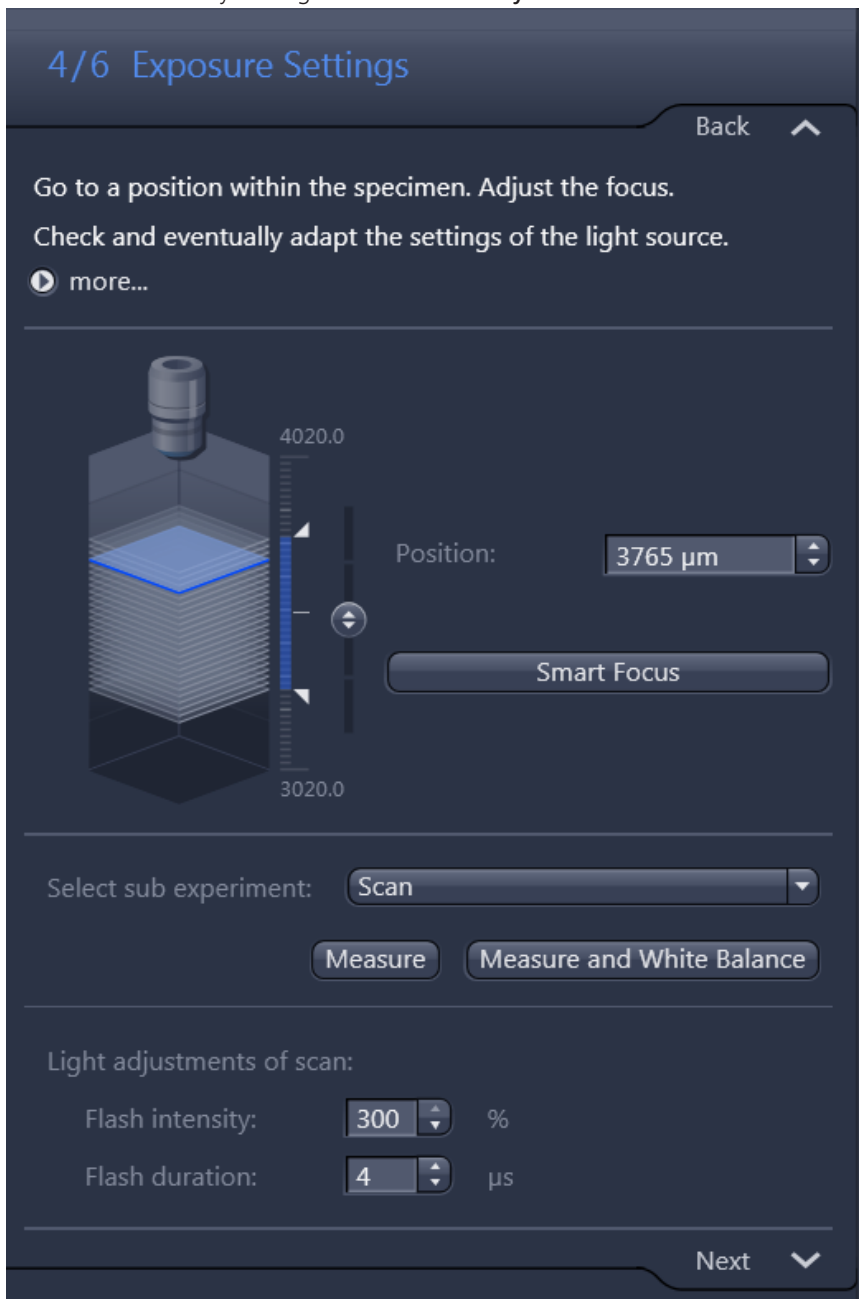 4/6 Exposure Settings
Back
Go to a position within the specimen. Adjust the focus.
Check and eventually adapt the settings of the light source.
more...
4020.0
Position: 3765 µm
Smart Focus
3020.0
Select sub experiment: Scan
Measure Measure and White Balance
Light adjustments of scan:
Flash intensity: 300 %
Flash duration: 4 µs
Next